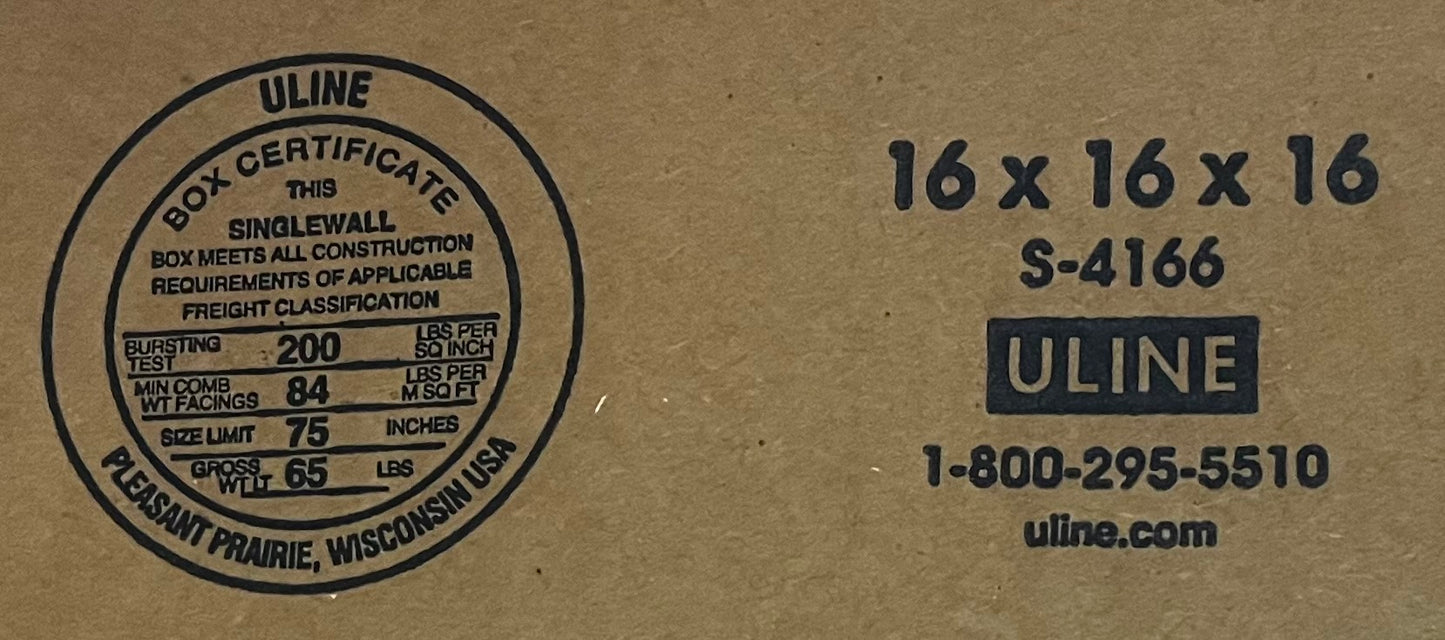 ULINE
BOX CERTIFICATE
THIS
SINGLEWALL
BOX MEETS ALL CONSTRUCTION
REQUIREMENTS OF APPLICABLE
FREIGHT CLASSIFICATION
BURSTING TEST 200 LBS PER SQ INCH
MIN COMB WT FACINGS 84 LBS PER M SQ FT
SIZE LIMIT 75 INCHES
GROSS WT LT 65 LBS
PLEASANT PRAIRIE, WISCONSIN USA
16 x 16 x 16
S-4166
ULINE
1-800-295-5510
uline.com